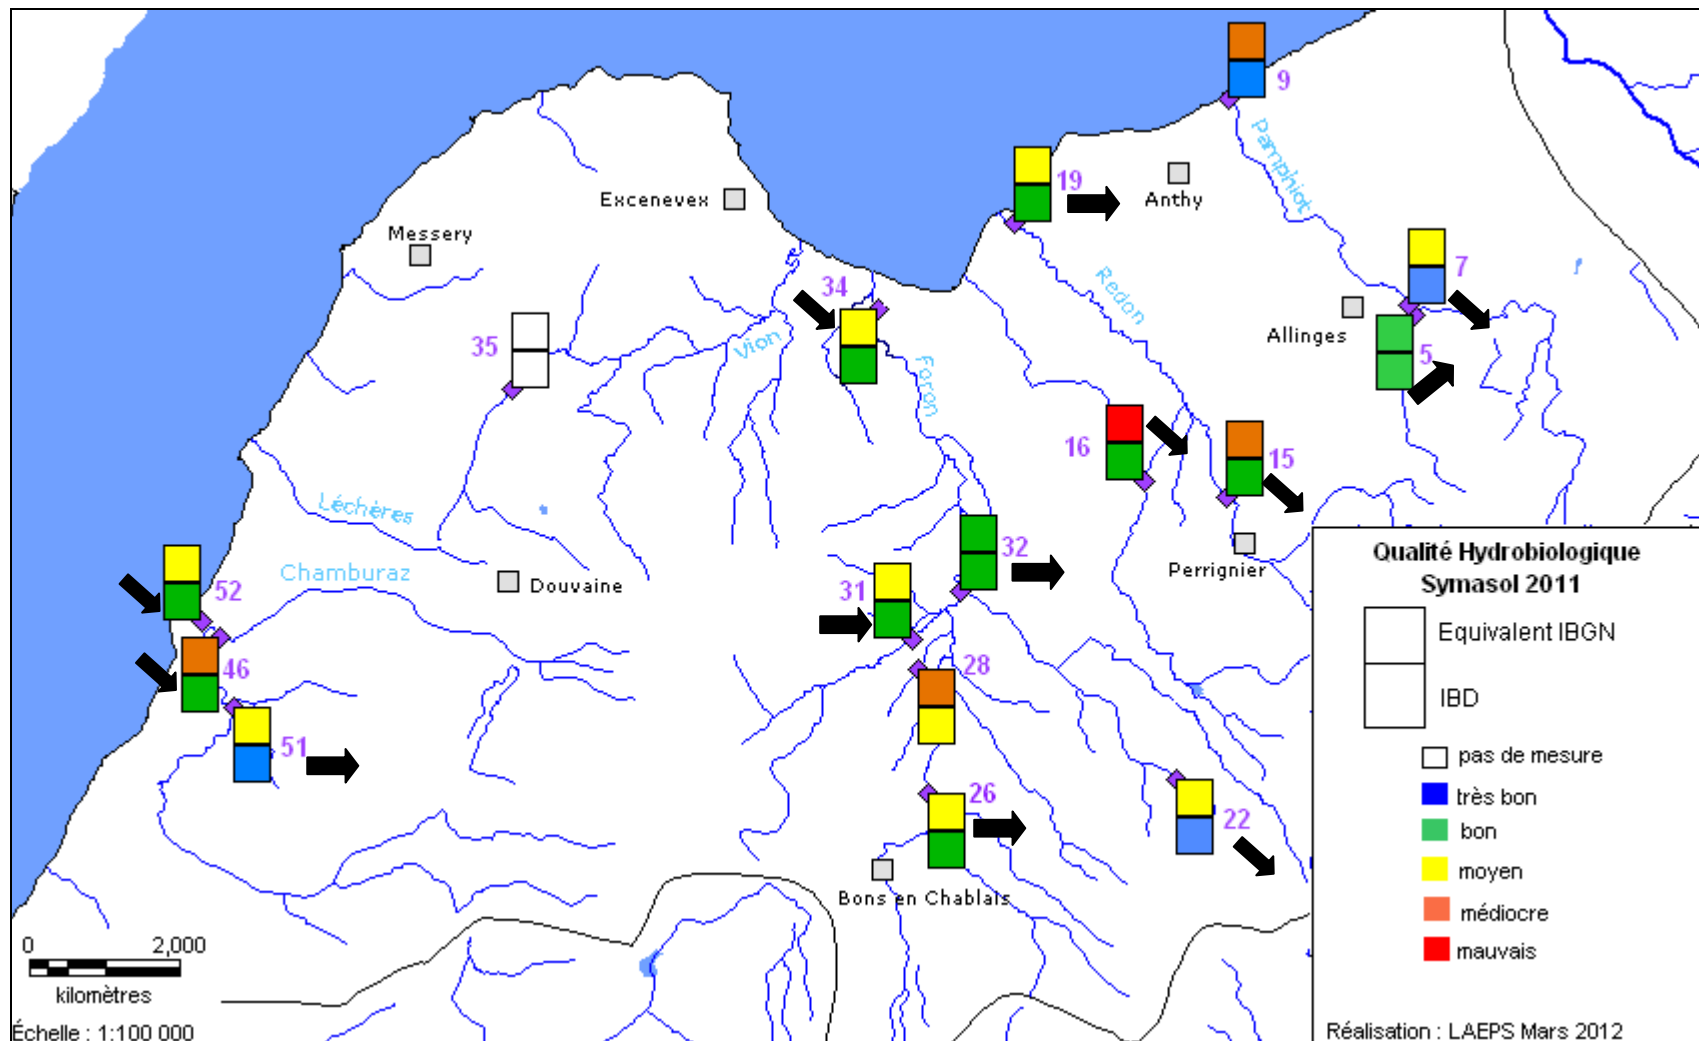 9
Pamphiot
19
Anthy
Excenevex
Messery
7
34
Redon
Allinges
35
Vion
Foron
5
16
15
Léchères
32
Perrignier
Chamburaz
Douvaine
52
31
46
28
51
26
22
Bons en Chablais
0 2,000
kilomètres
Échelle : 1:100 000
Qualité Hydrobiologique
Symasol 2011
Equivalent IBGN
IBD
pas de mesure
très bon
bon
moyen
médiocre
mauvais
Réalisation : LAEPS Mars 2012